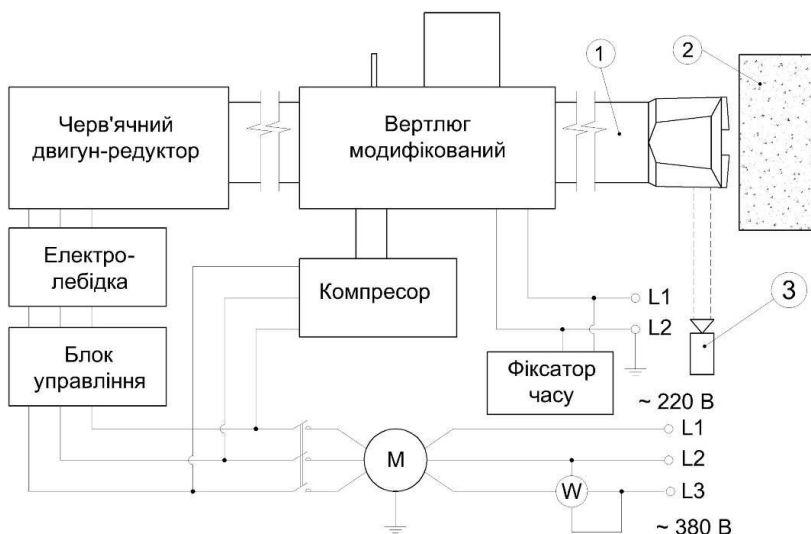 1
2
Черв'ячний
двигун-редуктор
Вертлюг
модифікований
Електро-
лебідка
Компресор
L1
L2
3
Блок
управління
Фіксатор
часу
~ 220 В
L1
M
L2
W
L3
~ 380 В